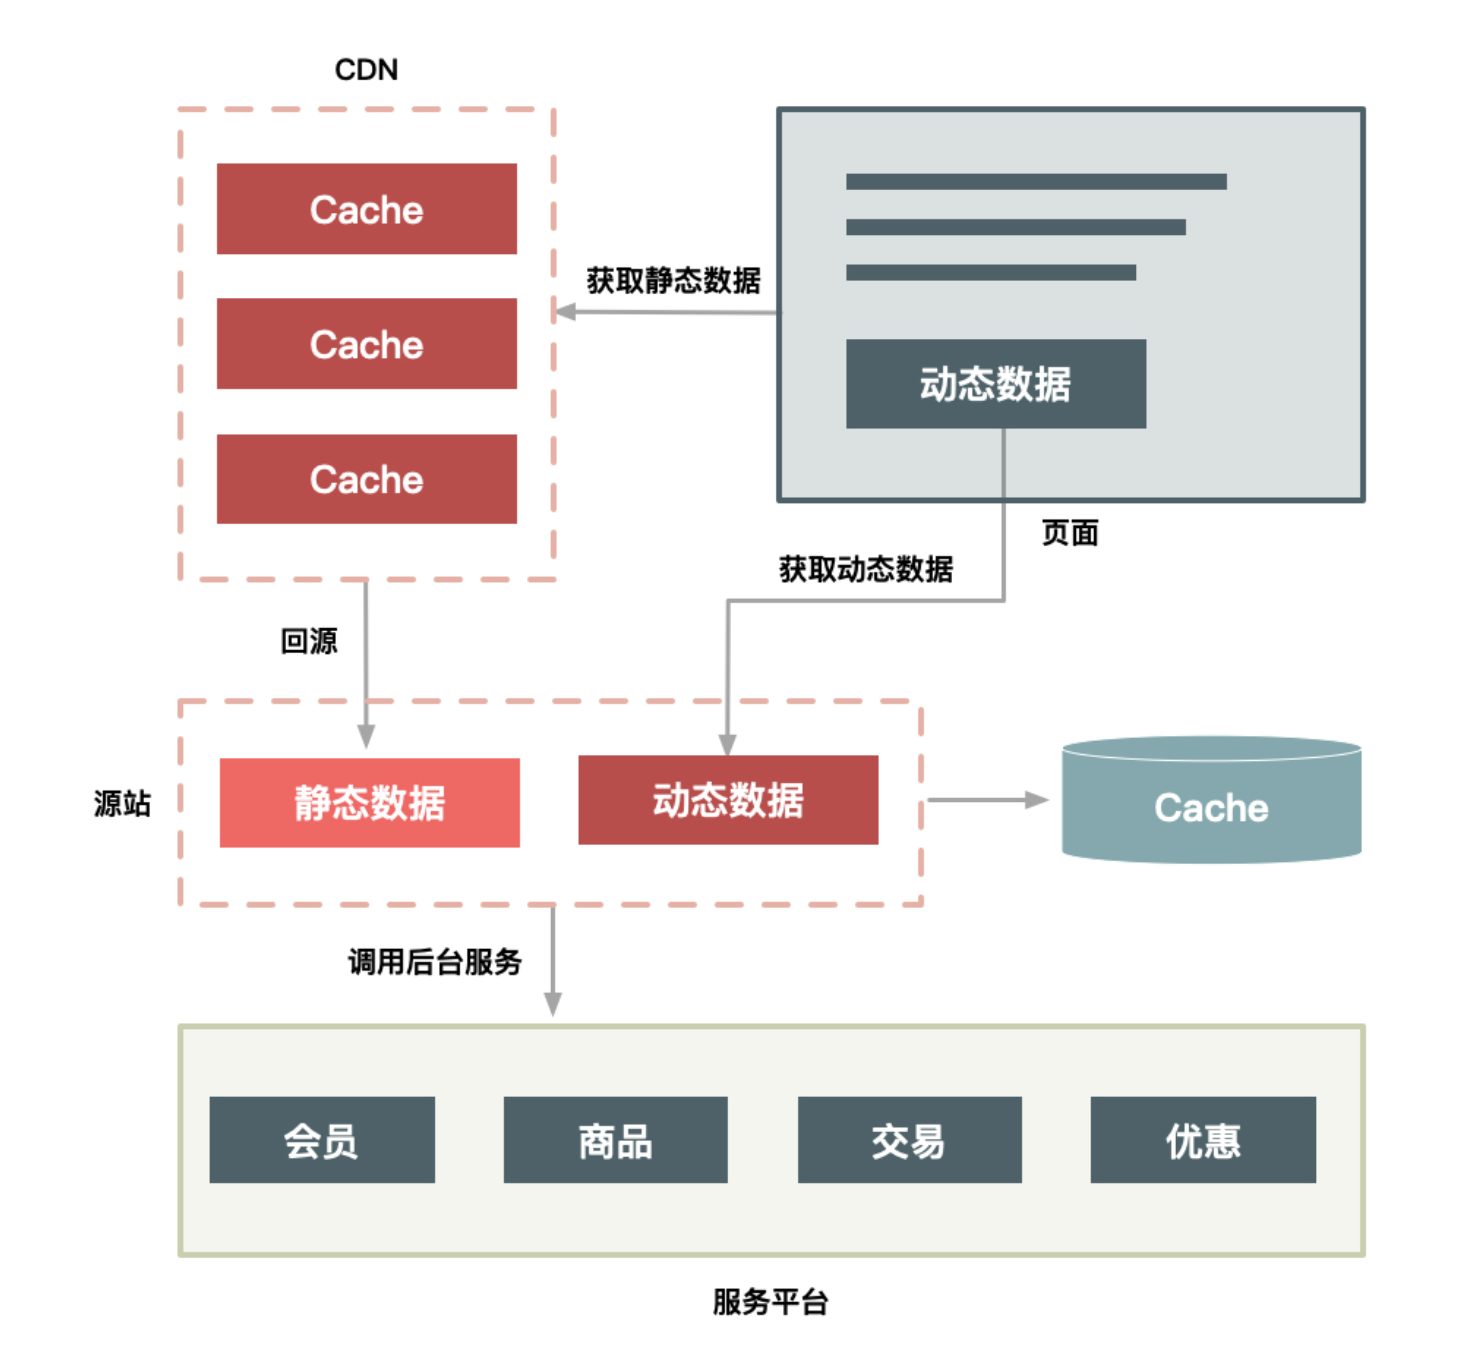 CDN
Cache
Cache
Cache
获取静态数据
动态数据
页面
获取动态数据
回源
源站
静态数据
动态数据
Cache
调用后台服务
会员
商品
交易
优惠
服务平台